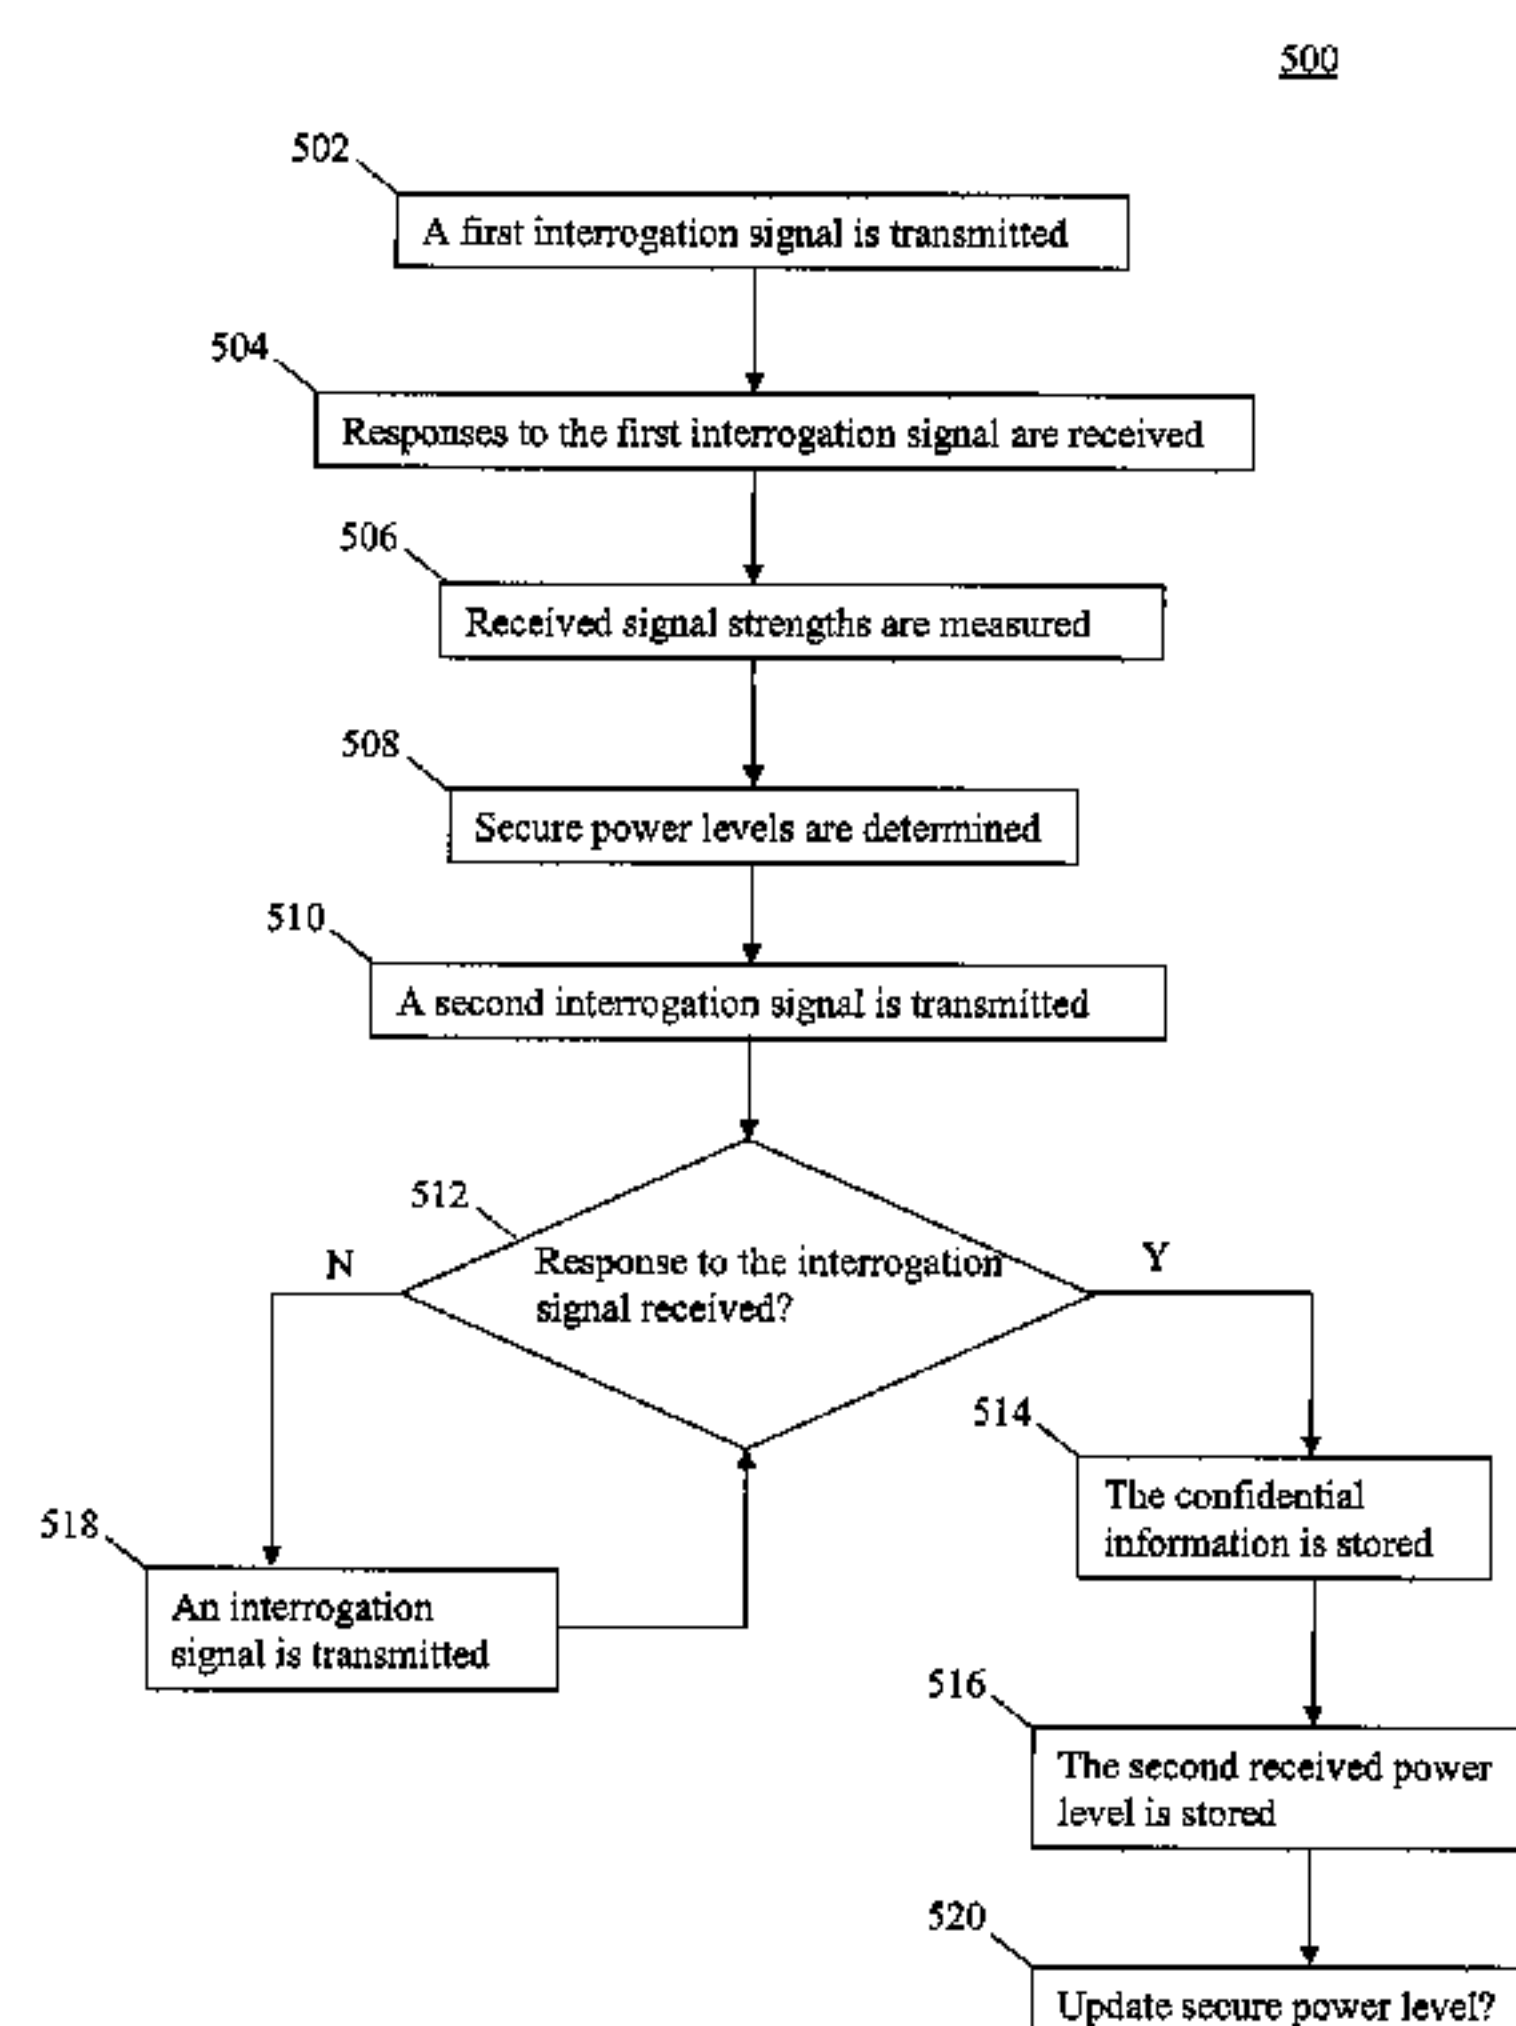 500
502
A first interrogation signal is transmitted
504
Responses to the first interrogation signal are received
506
Received signal strengths are measured
508
Secure power levels are determined
510
A second interrogation signal is transmitted
512
N
Response to the interrogation
signal received?
Y
514
The confidential
information is stored
518
An interrogation
signal is transmitted
516
The second received power
level is stored
520
Update secure power level?